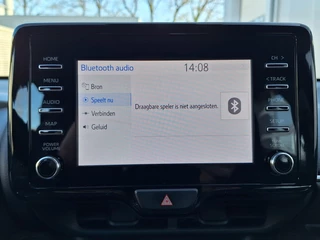 Bluetooth audio 14:08
HOME
MENU
AUDIO
MAP
POWER
VOLUME
Bron
Speelt nu
Verbinden
Geluid
Draagbare speler is niet aangesloten.
CH >
< TRACK
SETUP